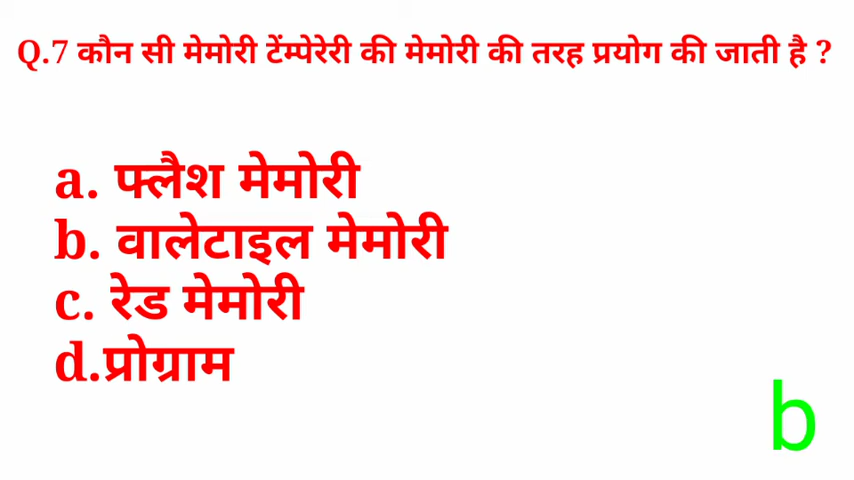 Q.7 कौन सी मेमोरी टेंम्पेरेरी की मेमोरी की तरह प्रयोग की जाती है ?
a. फ्लैश मेमोरी
b. वालेटाइल मेमोरी
c. रेड मेमोरी
d.प्रोग्राम
b